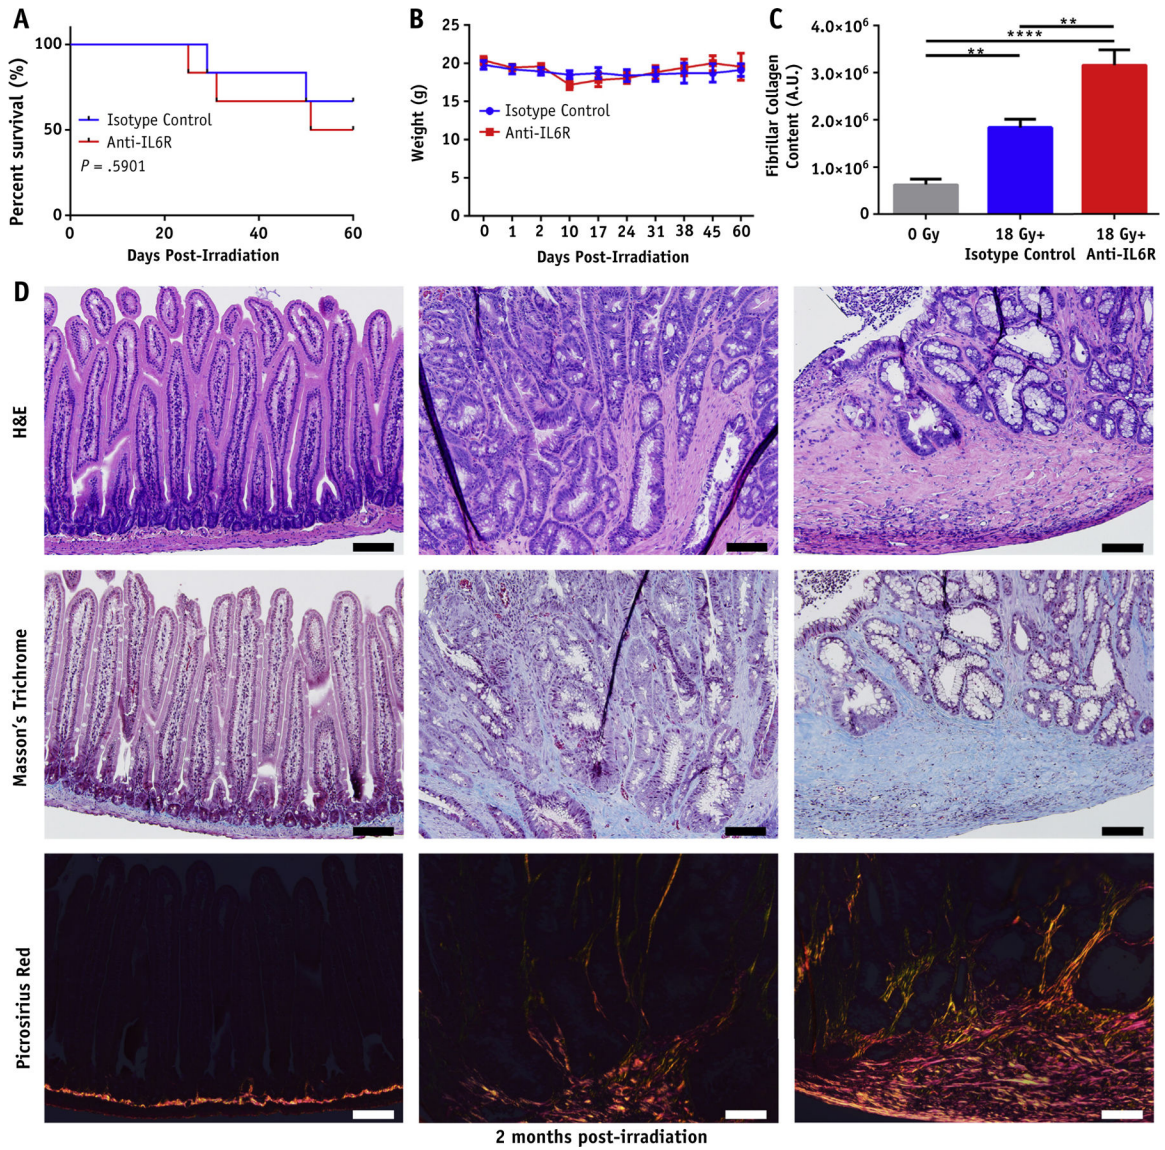 A
Percent survival (%)
100
50
0
0 20 40 60
Days Post-Irradiation
Isotype Control
Anti-IL6R
P = .5901
B
Weight (g)
25
20
15
10
5
0
0 1 2 10 17 24 31 38 45 60
Days Post-Irradiation
Isotype Control
Anti-IL6R
C
Fibrillar Collagen
Content (A.U.)
4.0×10⁶
3.0×10⁶
2.0×10⁶
1.0×10⁶
0
**
****
**
0 Gy
18 Gy+
Isotype Control
18 Gy+
Anti-IL6R
D
H&E
Masson's Trichrome
Picrosirius Red
2 months post-irradiation